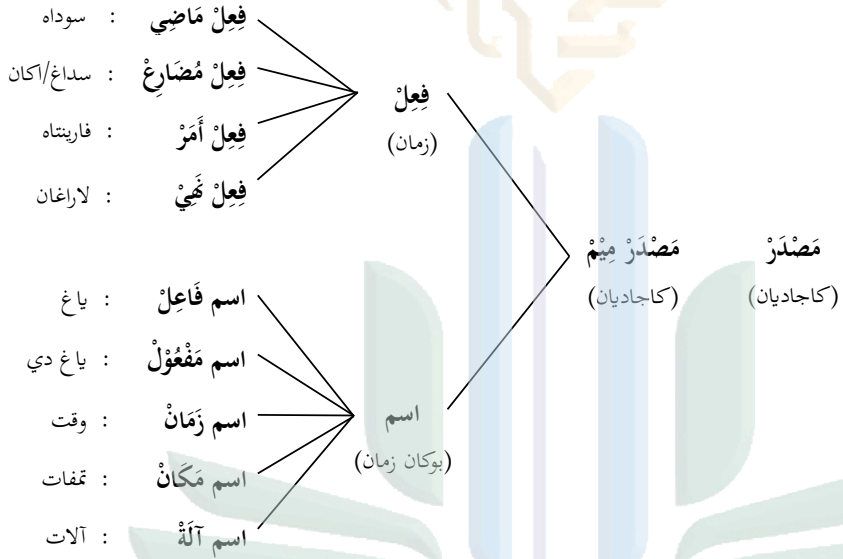 مَصْدَرْ
(كاجاديان)
مَصْدَرْ مِيْمْ
(كاجاديان)
فِعِلْ
(زمان)
فِعِلْ مَاضِي : سوداه
فِعِلْ مُضَارِعْ : سداغ/اكان
فِعِلْ أَمَرْ : فارينتاه
فِعِلْ نَهِيْ : لاراغان
اسم
(بوكان زمان)
اسم فَاعِلْ : ياغ
اسم مَفْعُوْلْ : ياغ دي
اسم زَمَانْ : وقت
اسم مَكَانْ : تمفات
اسم آلَةْ : آلات